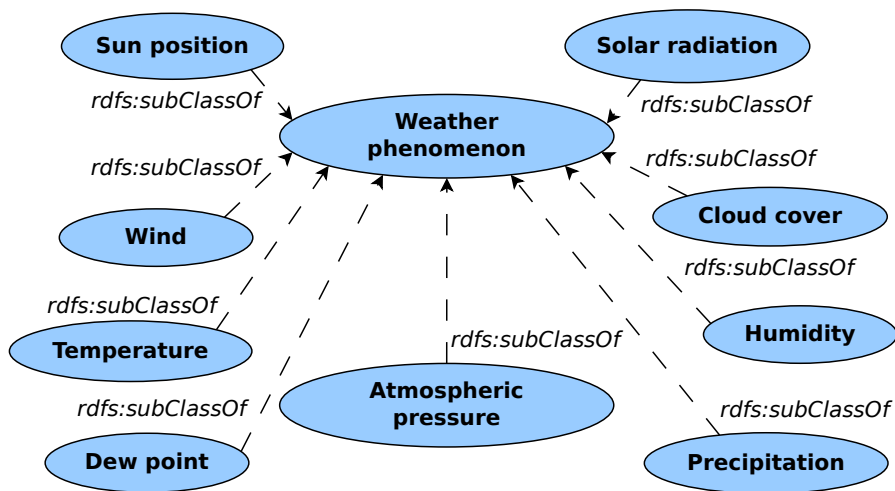 Sun position
Solar radiation
rdfs:subClassOf
rdfs:subClassOf
Weather
phenomenon
rdfs:subClassOf
rdfs:subClassOf
Wind
Cloud cover
rdfs:subClassOf
rdfs:subClassOf
Temperature
Humidity
rdfs:subClassOf
Atmospheric
pressure
rdfs:subClassOf
rdfs:subClassOf
Dew point
Precipitation